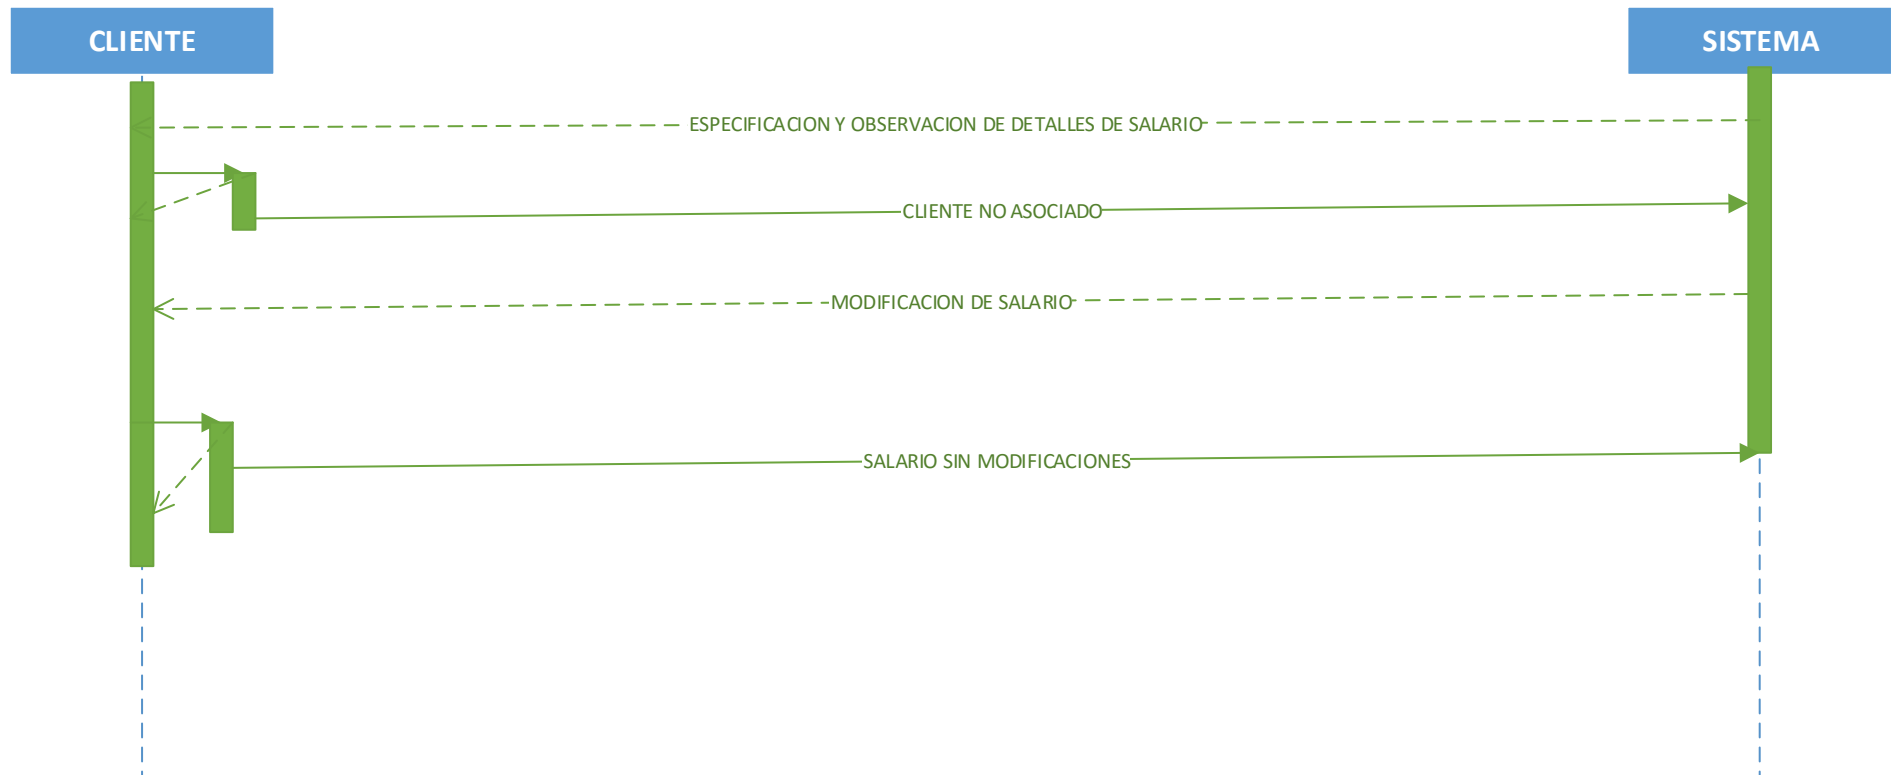 CLIENTE
SISTEMA
ESPECIFICACION Y OBSERVACION DE DETALLES DE SALARIO
CLIENTE NO ASOCIADO
MODIFICACION DE SALARIO
SALARIO SIN MODIFICACIONES